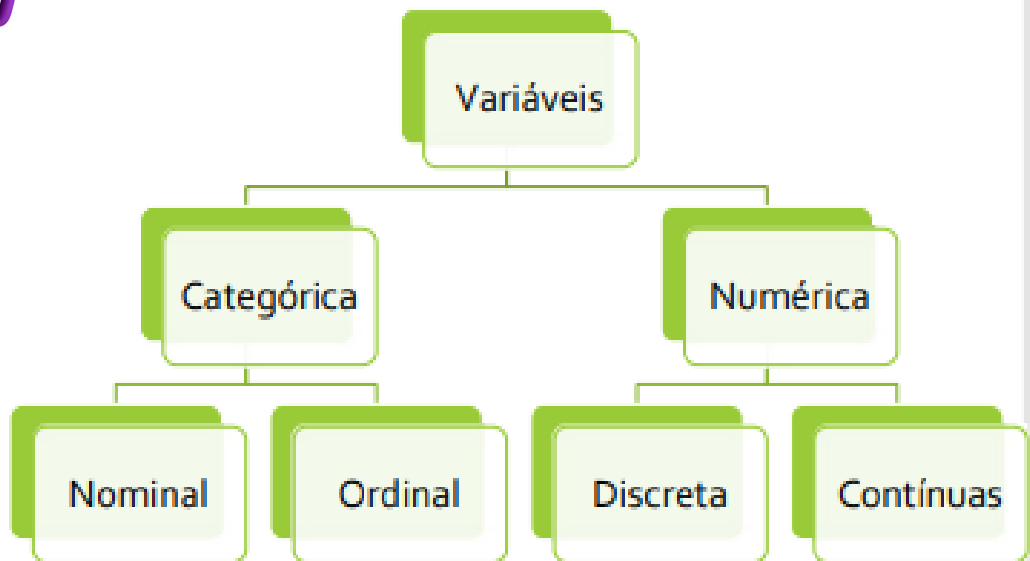 Variáveis
Categórica
Numérica
Nominal
Ordinal
Discreta
Contínuas